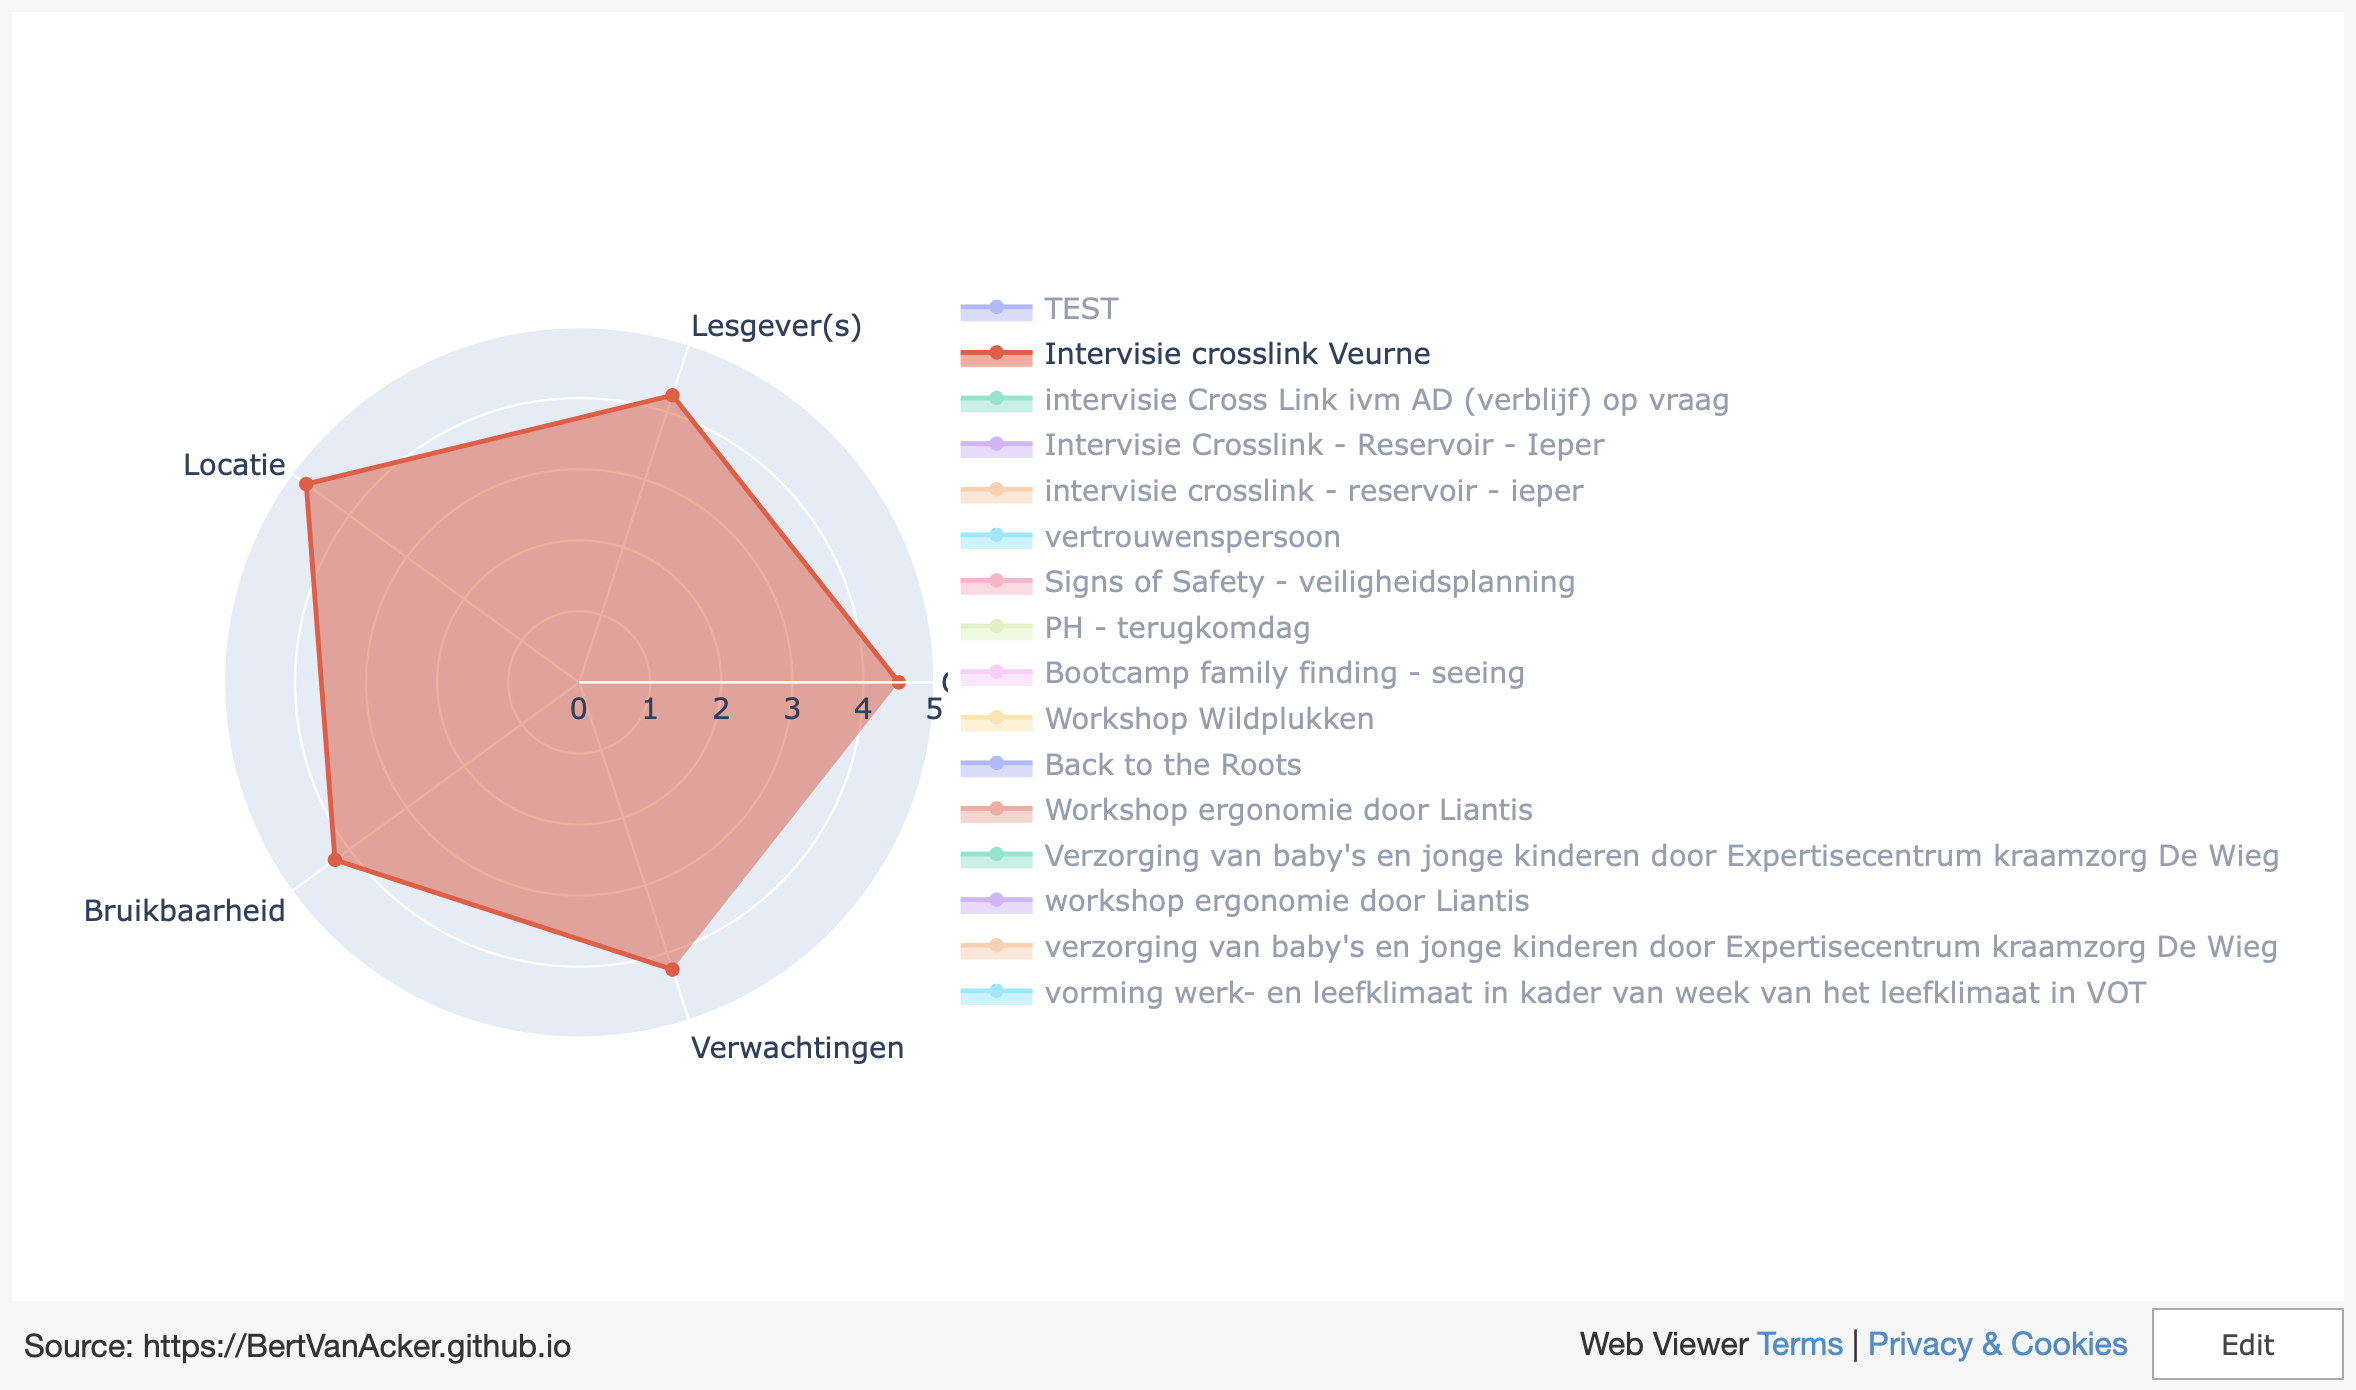 Lesgever(s)
Locatie
Bruikbaarheid
Verwachtingen
0 1 2 3 4 5
TEST
Intervisie crosslink Veurne
intervisie Cross Link ivm AD (verblijf) op vraag
Intervisie Crosslink - Reservoir - Ieper
intervisie crosslink - reservoir - ieper
vertrouwenspersoon
Signs of Safety - veiligheidsplanning
PH - terugkomdag
Bootcamp family finding - seeing
Workshop Wildplukken
Back to the Roots
Workshop ergonomie door Liantis
Verzorging van baby's en jonge kinderen door Expertisecentrum kraamzorg De Wieg
workshop ergonomie door Liantis
verzorging van baby's en jonge kinderen door Expertisecentrum kraamzorg De Wieg
vorming werk- en leefklimaat in kader van week van het leefklimaat in VOT
Source: https://BertVanAcker.github.io
Web Viewer Terms | Privacy & Cookies
Edit